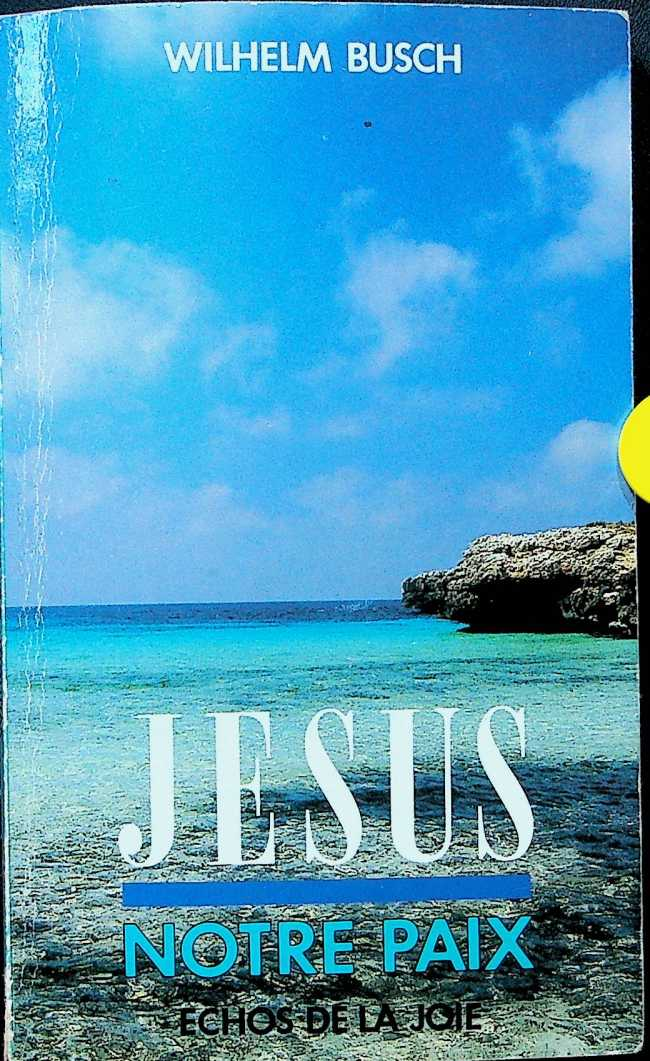 WILHELM BUSCH
JESUS
NOTRE PAIX
ECHOS DE LA JOIE